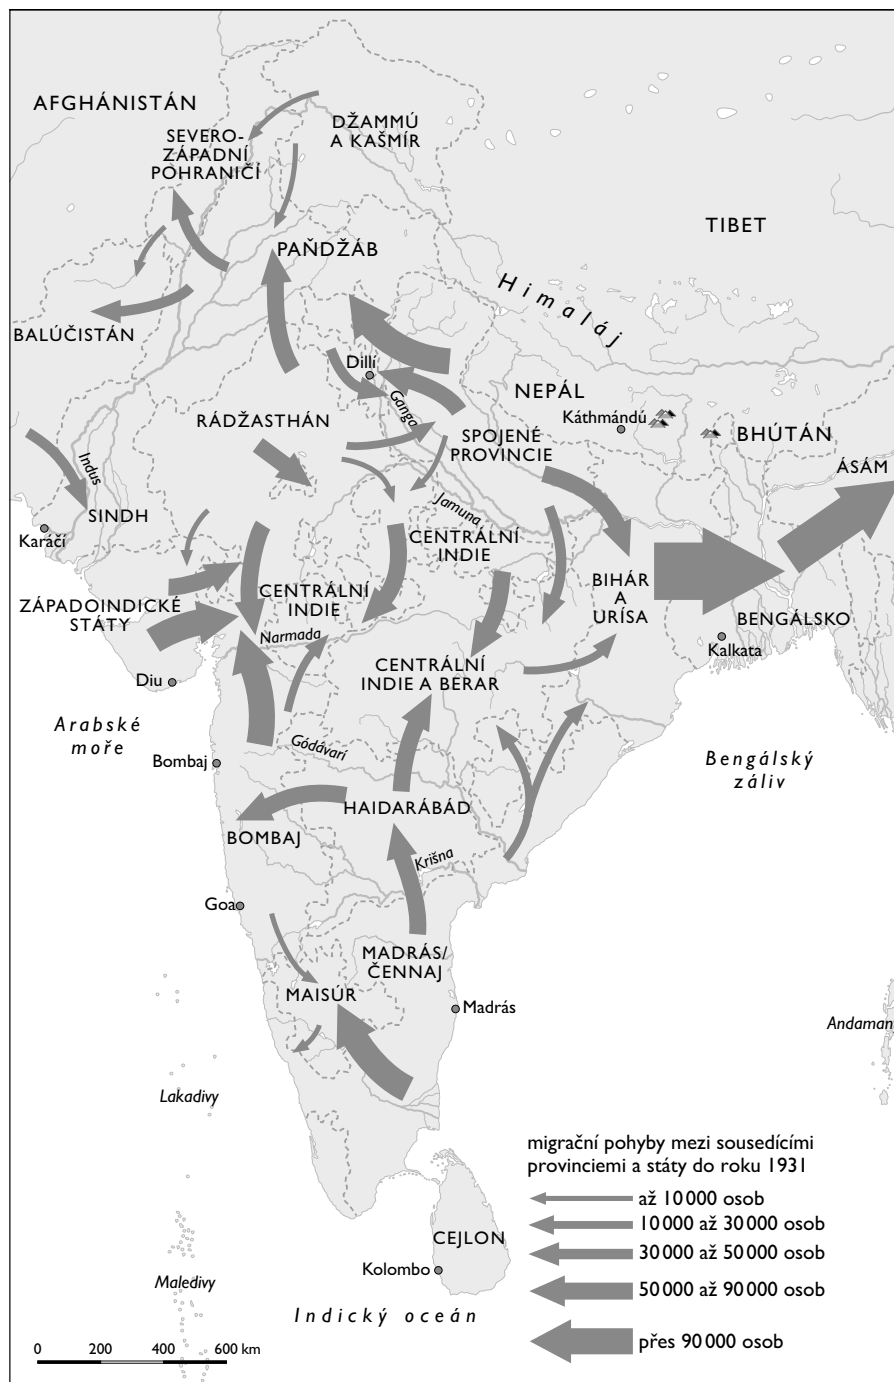 AFGHÁNISTÁN
SEVERO-
ZÁPADNÍ
POHRANIČÍ
DŽAMMÚ
A KAŠMÍR
TIBET
PAŇDŽÁB
Himaláj
BALÚČISTÁN
Dillí
Ganga
NEPÁL
Káthmándú
RÁDŽASTHÁN
SPOJENÉ
PROVINCIE
BHÚTÁN
ÁSÁM
Indus
SINDH
Karáčí
Jamuna
CENTRÁLNÍ
INDIE
ZÁPADOINDICKÉ
STÁTY
CENTRÁLNÍ
INDIE
BIHÁR
A
URÍSA
BENGÁLSKO
Narmada
Kalkata
CENTRÁLNÍ
INDIE A BERAR
Diu
Arabské
moře
Gódávarí
Bengálský
záliv
Bombaj
HAIDARÁBÁD
BOMBAJ
Krišna
Goa
MADRÁS/
ČENNAJ
MAISÚR
Madrás
Andaman
Lakadivy
migrační pohyby mezi sousedícími
provinciemi a státy do roku 1931
až 10 000 osob
10 000 až 30 000 osob
30 000 až 50 000 osob
50 000 až 90 000 osob
přes 90 000 osob
CEJLON
Kolombo
Maledivy
Indický oceán
0 200 400 600 km